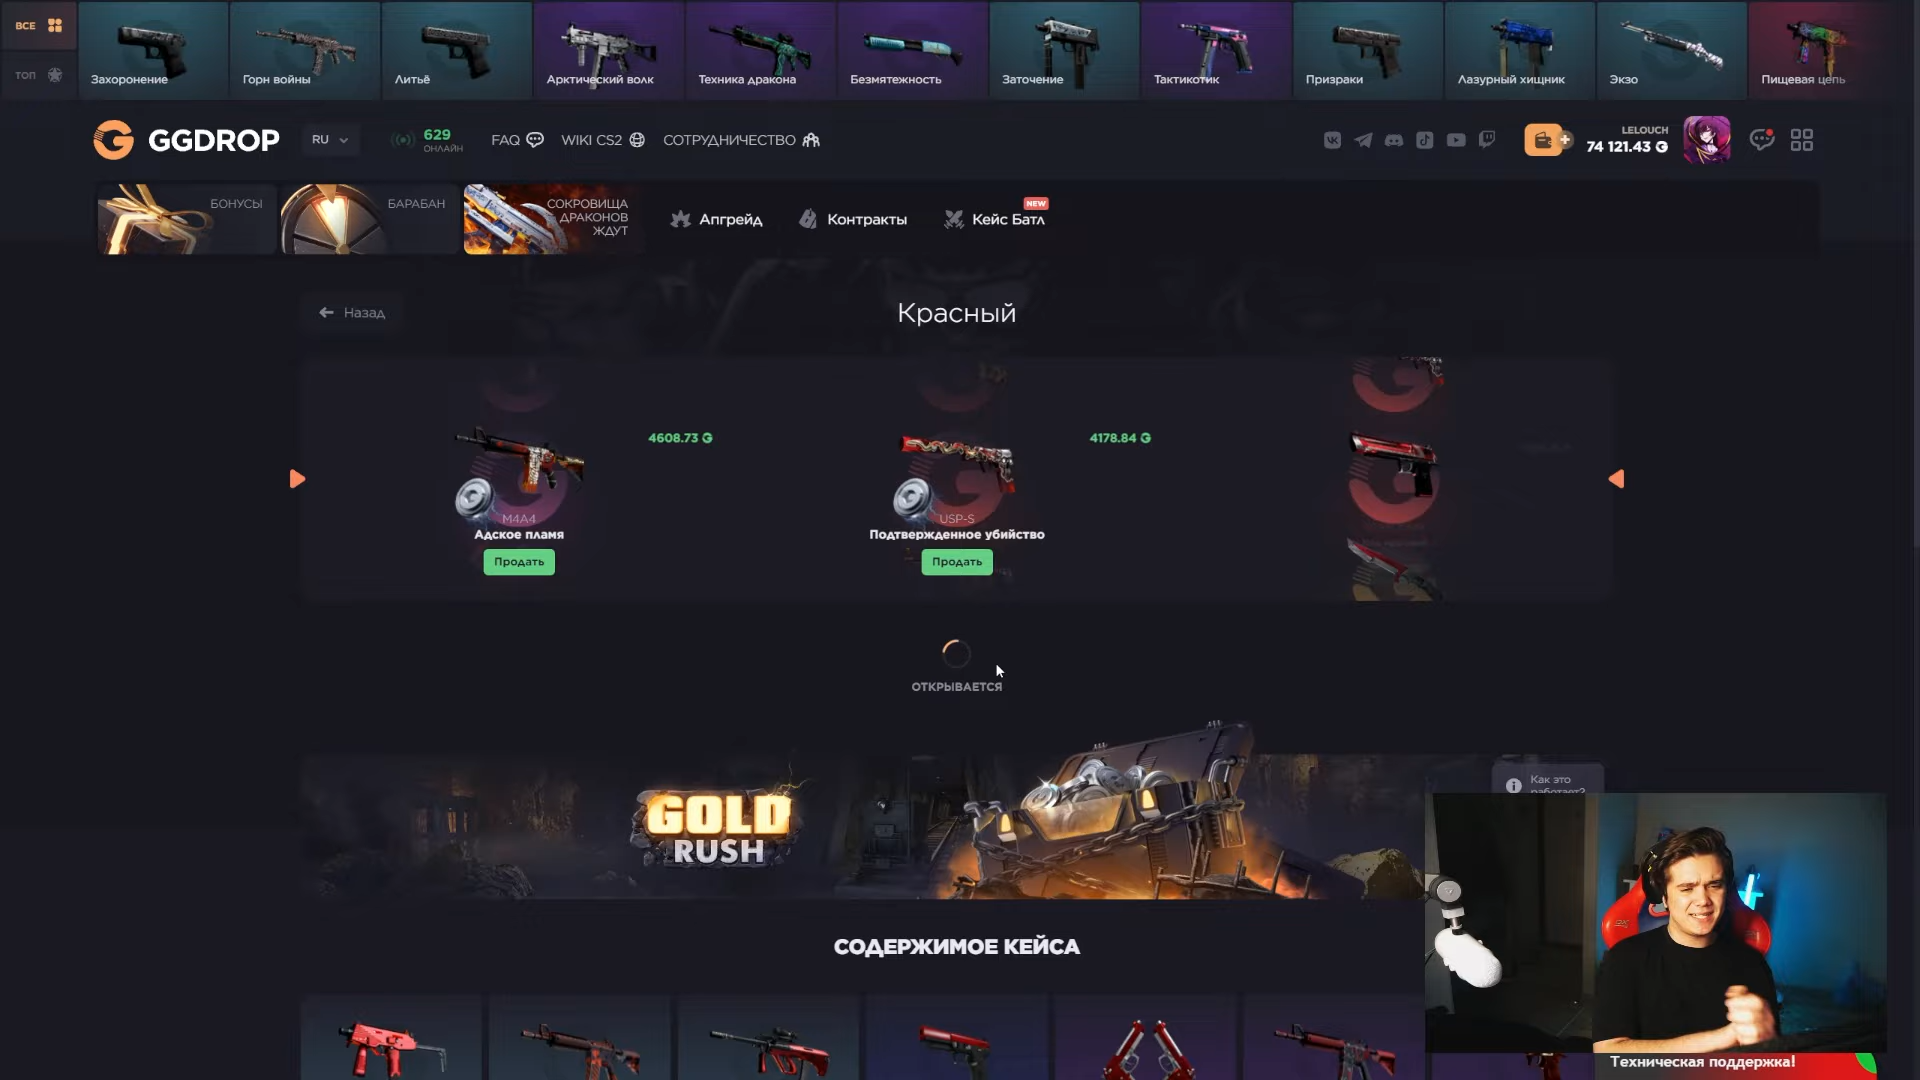 ВСЕ
ТОП
Захоронение
Горн войны
Литьё
Арктический волк
Техника дракона
Безмятежность
Заточение
Тактикотик
Призраки
Лазурный хищник
Экзо
Пищевая цепь
GGDROP
RU
629
ОНЛАЙН
FAQ
WIKI CS2
СОТРУДНИЧЕСТВО
LELOUCH
74 121.43 G
БОНУСЫ
БАРАБАН
СОКРОВИЩА
ДРАКОНОВ
ЖДУТ
Апгрейд
Контракты
NEW
Кейс Батл
Назад
Красный
4608.73 G
4178.84 G
M4A4
Адское пламя
Продать
USP-S
Подтвержденное убийство
Продать
ОТКРЫВАЕТСЯ
GOLD
RUSH
Как это
работает?
СОДЕРЖИМОЕ КЕЙСА
Техническая поддержка!